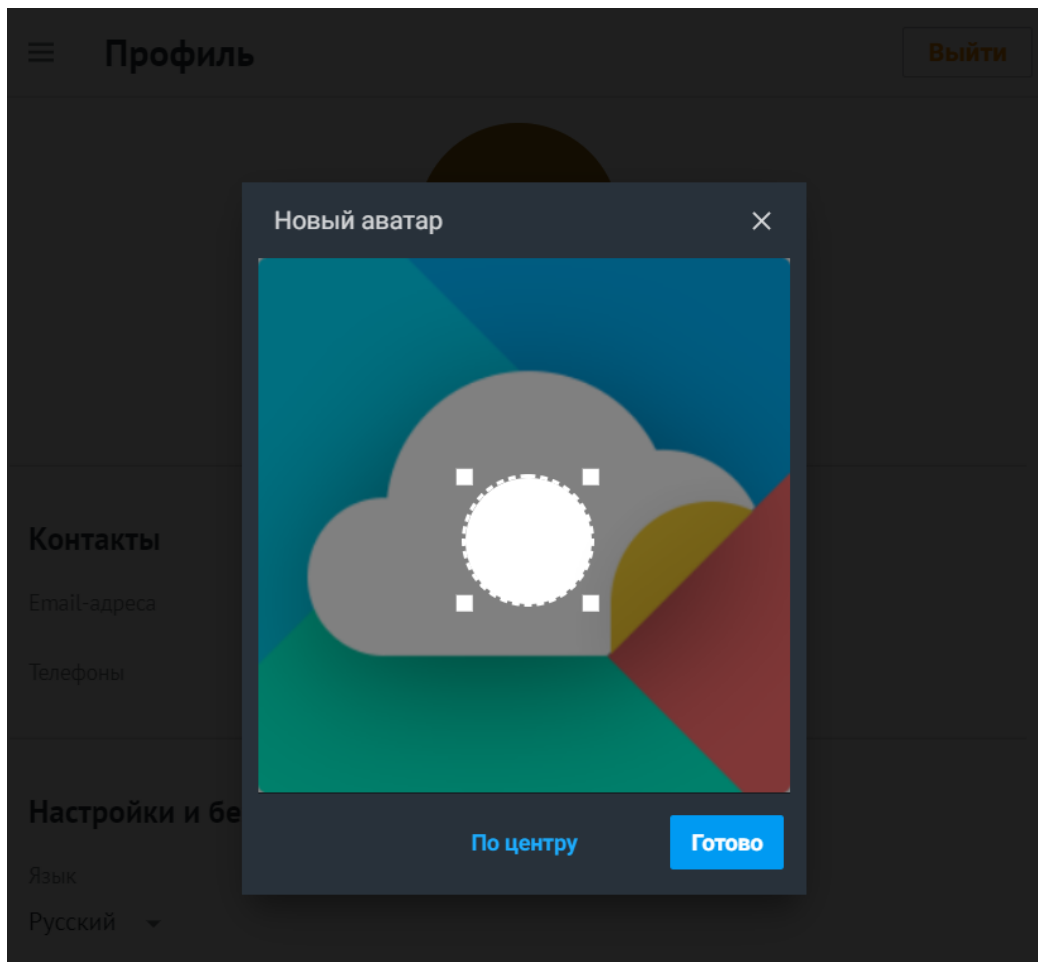 Профиль
Выйти
Новый аватар
Контакты
Email-адреса
Телефоны
Настройки и бе
По центру
Готово
Язык
Русский